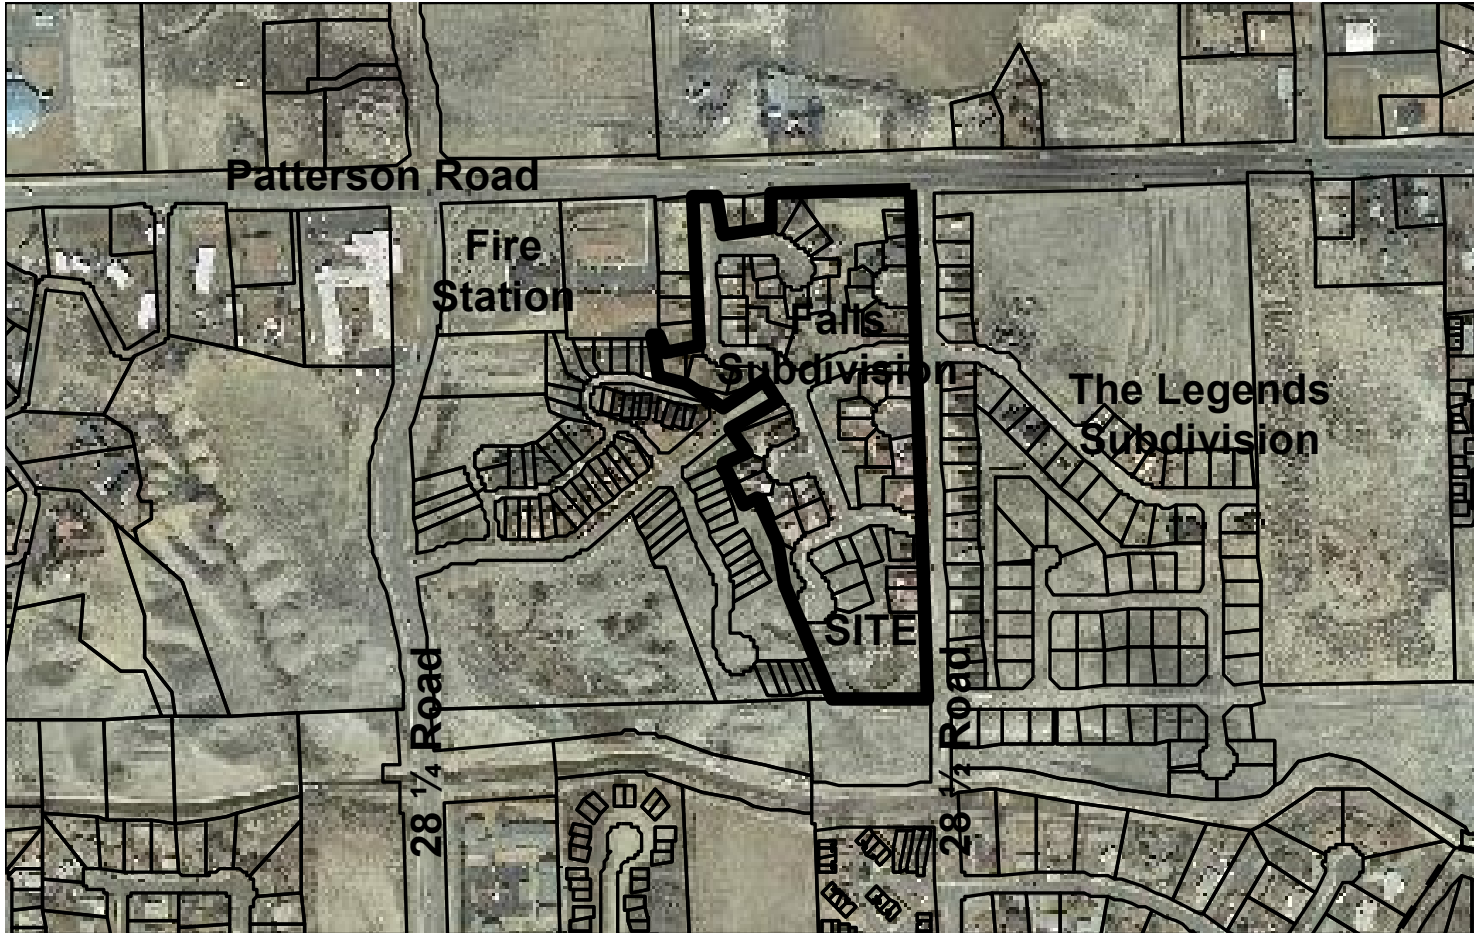 Patterson Road
Fire
Station
Falls
Subdivision
The Legends
Subdivision
SITE
28 ¼ Road
28 ½ Road